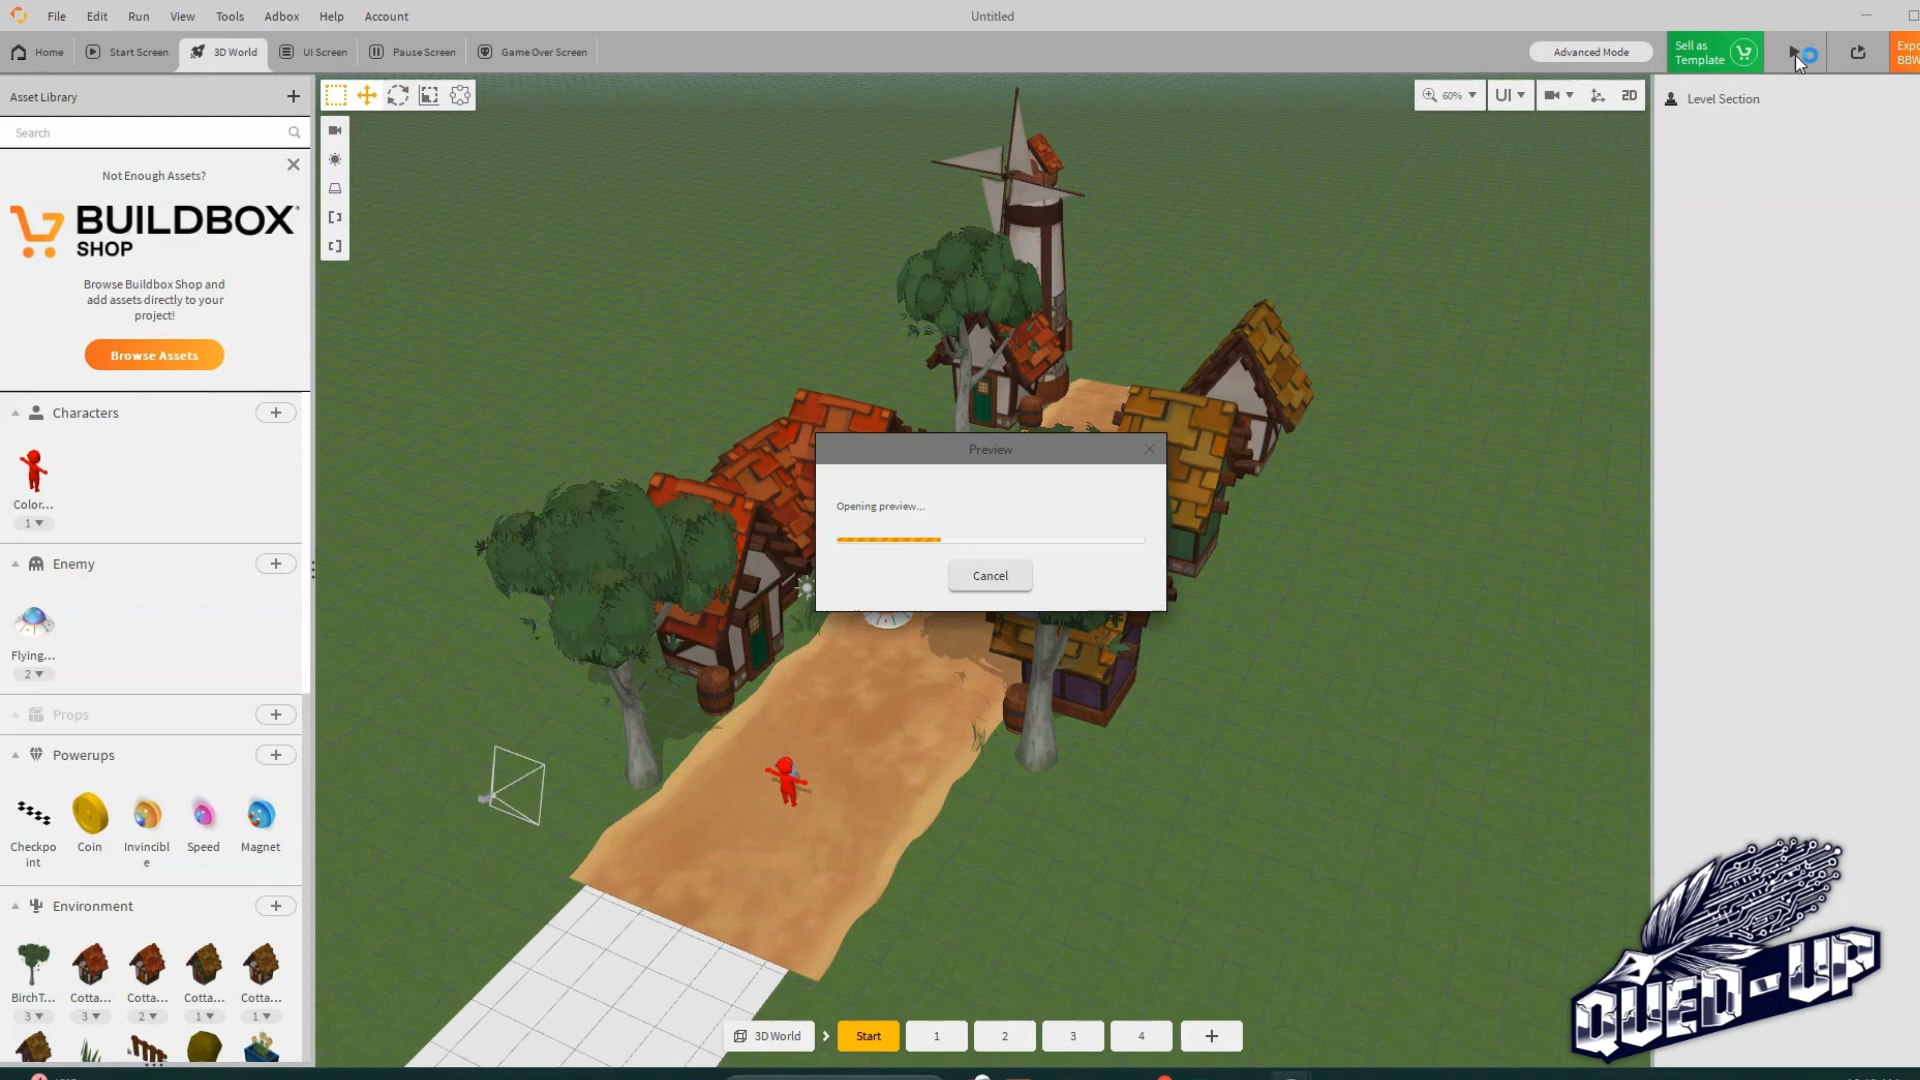 File Edit Run View Tools Adbox Help Account
Untitled
Home
Start Screen
3D World
UI Screen
Pause Screen
Game Over Screen
Advanced Mode
Sell as
Template
Expo
BBW
Asset Library
Search
60%
UI
2D
Level Section
Not Enough Assets?
BUILDBOX
SHOP
Browse Buildbox Shop and
add assets directly to your
project!
Browse Assets
Characters
Color...
1
Enemy
Flying...
2
Props
Powerups
Checkpo
int
Coin
Invincibl
e
Speed
Magnet
Environment
BirchT...
Cotta...
Cotta...
Cotta...
Cotta...
3
3
2
1
1
Preview
Opening preview...
Cancel
3D World
Start
1
2
3
4
QUED-UP